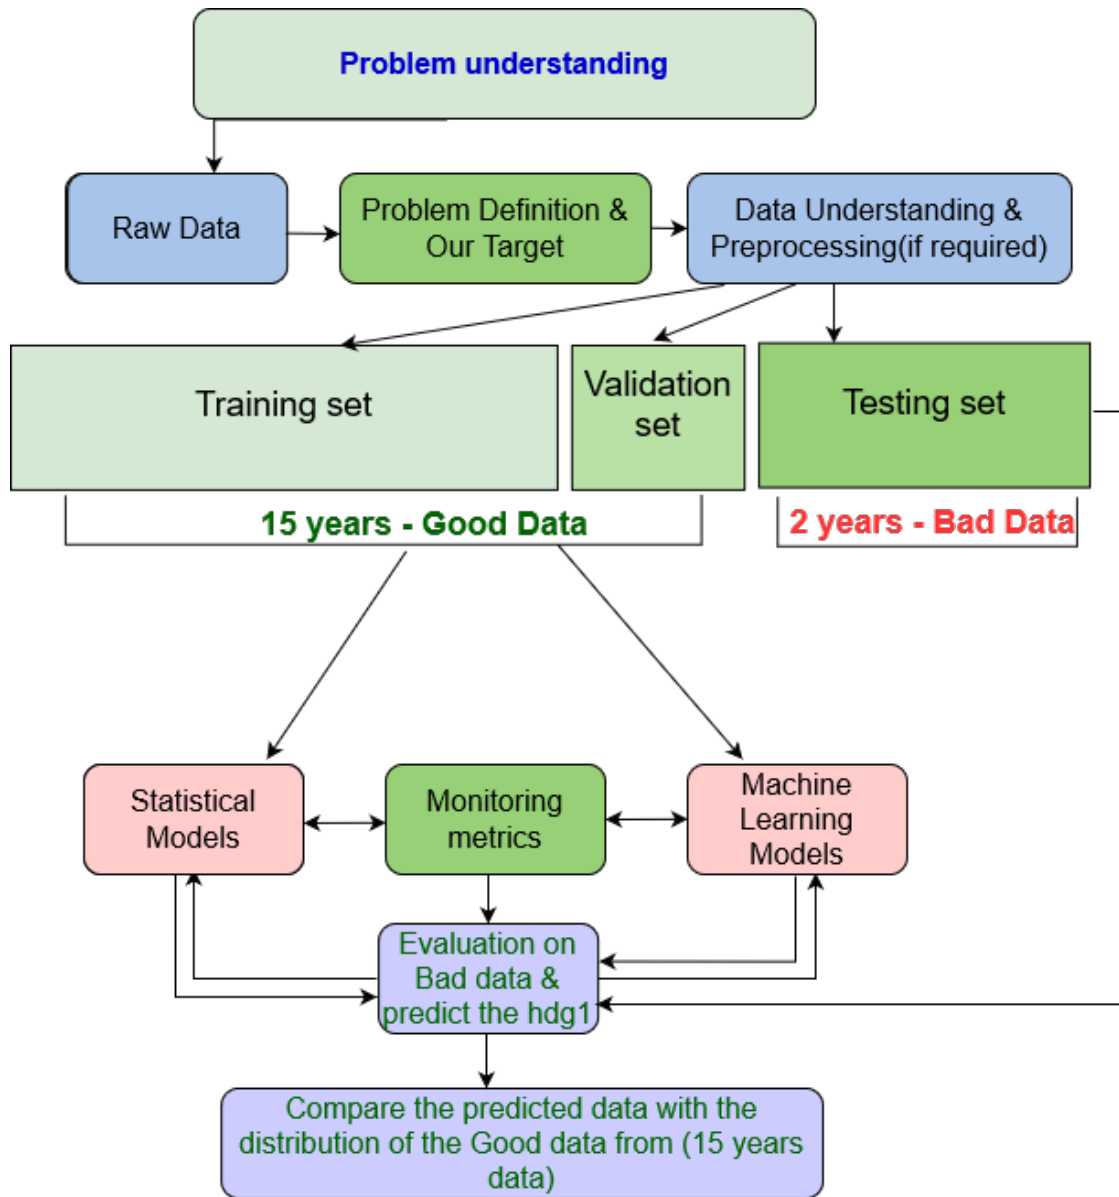 Problem understanding
Raw Data
Problem Definition &
Our Target
Data Understanding &
Preprocessing(if required)
Training set
Validation
set
Testing set
15 years - Good Data
2 years - Bad Data
Statistical
Models
Monitoring
metrics
Machine
Learning
Models
Evaluation on
Bad data &
predict the hdg1
Compare the predicted data with the
distribution of the Good data from (15 years
data)